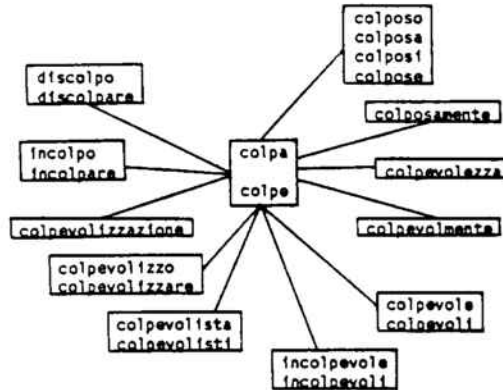 colposo
colposa
colposi
colpose
discolpo
discolpare
colposamente
incolpo
incolpare
colpa
colpe
colpevolezza
colpevolizzazione
colpevolmente
colpevolizzo
colpevolizzare
colpevole
colpevoli
colpevolista
colpevolisti
incolpevole
incolpevoli